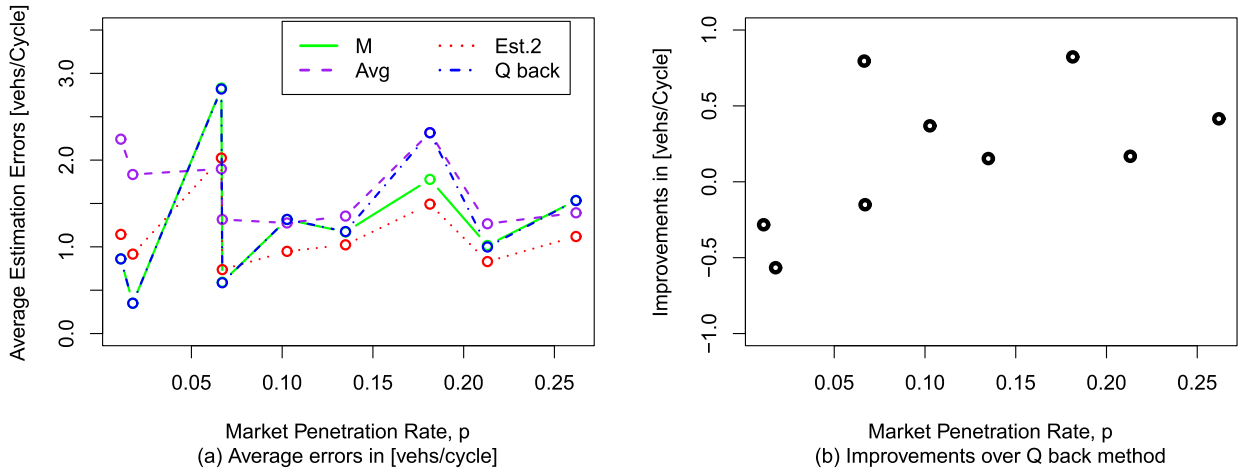 Average Estimation Errors [vehs/Cycle]
0.0 1.0 2.0 3.0
M Est.2
Avg Q back
0.05 0.10 0.15 0.20 0.25
Market Penetration Rate, p
(a) Average errors in [vehs/cycle]
Improvements in [vehs/Cycle]
−1.0 −0.5 0.0 0.5 1.0
0.05 0.10 0.15 0.20 0.25
Market Penetration Rate, p
(b) Improvements over Q back method